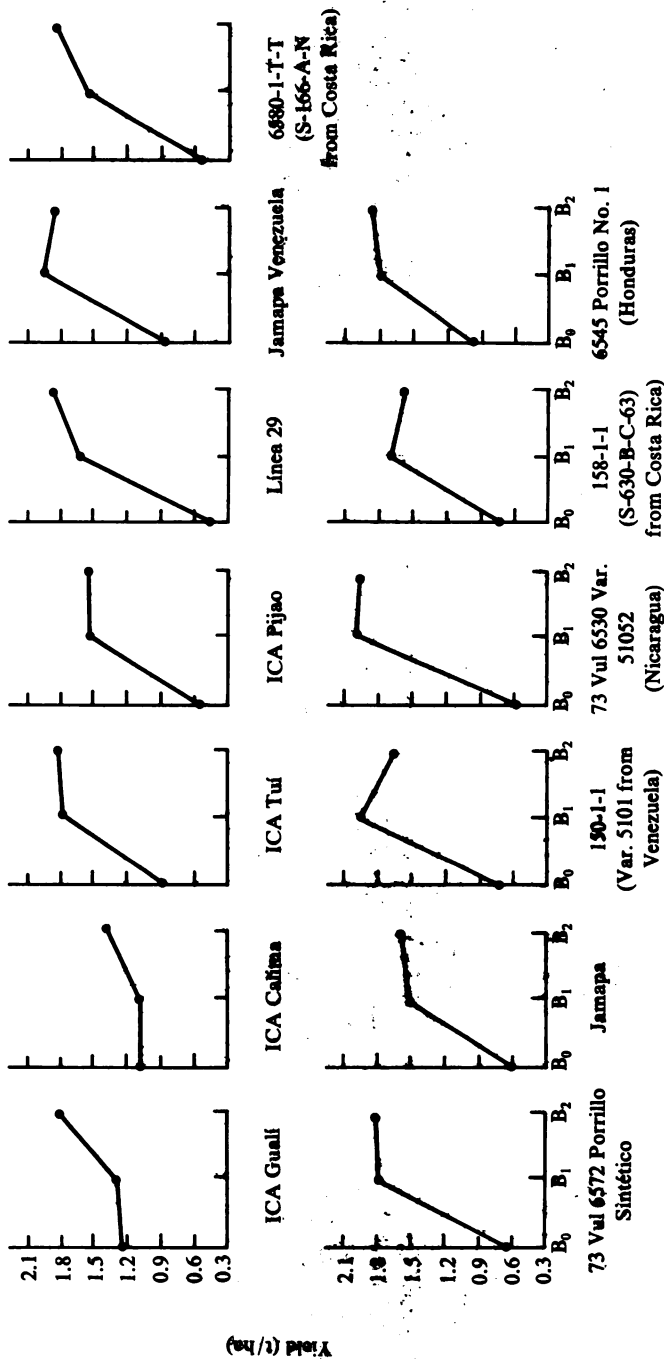 Yield (t/ha)
2.1
1.8
1.5
1.2
0.9
0.6
0.3
ICA Gualí
ICA Calima
ICA Tuí
ICA Pijao
Línea 29
Jamapa Venezuela
6580-1-T-T
(S-166-A-N
from Costa Rica)
2.1
1.8
1.5
1.2
0.9
0.6
0.3
B₀ B₁ B₂
B₀ B₁ B₂
B₀ B₁ B₂
B₀ B₁ B₂
B₀ B₁ B₂
B₀ B₁ B₂
73 Vul 6572 Porrillo
Sintético
Jamapa
150-1-1
(Var. 5101 from
Venezuela)
73 Vul 6530 Var.
51052
(Nicaragua)
158-1-1
(S-630-B-C-63)
from Costa Rica)
6545 Porrillo No. 1
(Honduras)